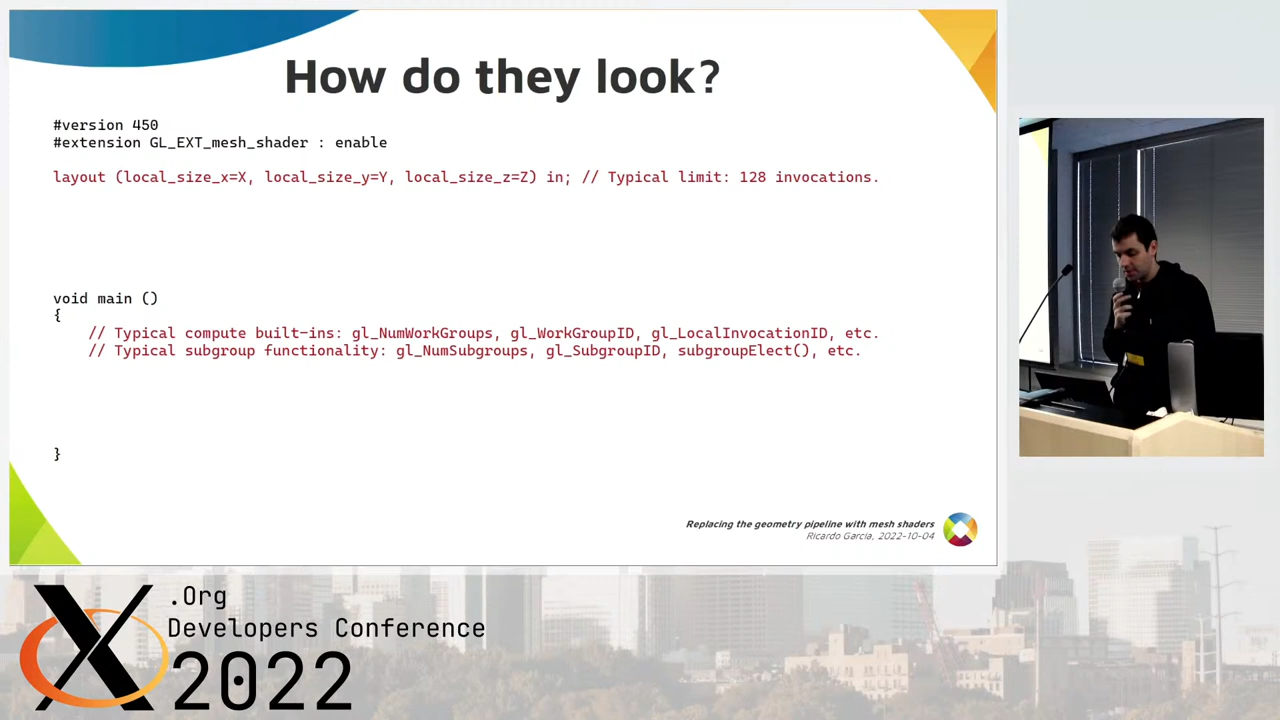 How do they look?
#version 450
#extension GL_EXT_mesh_shader : enable
layout (local_size_x=X, local_size_y=Y, local_size_z=Z) in; // Typical limit: 128 invocations.
void main ()
{
// Typical compute built-ins: gl_NumWorkGroups, gl_WorkGroupID, gl_LocalInvocationID, etc.
// Typical subgroup functionality: gl_NumSubgroups, gl_SubgroupID, subgroupElect(), etc.
}
Replacing the geometry pipeline with mesh shaders
Ricardo Garcia, 2022-10-04
X .Org
Developers Conference
2022